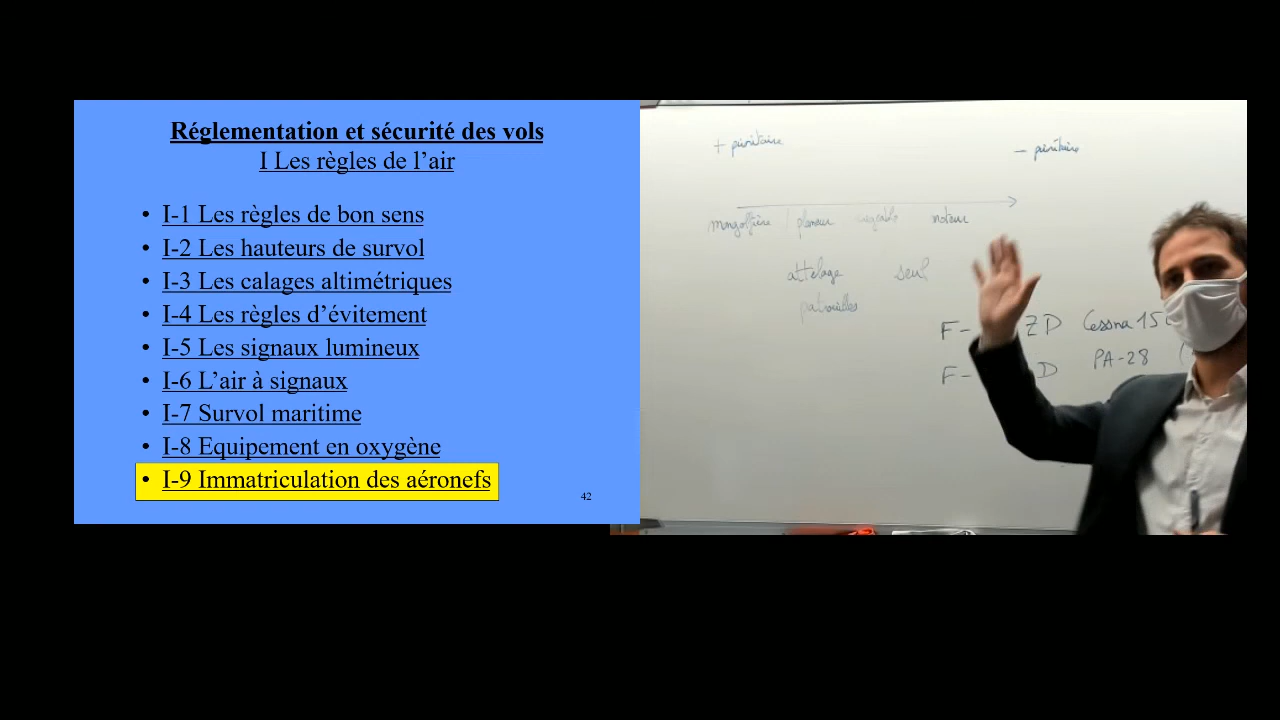 Réglementation et sécurité des vols
I Les règles de l’air
• I-1 Les règles de bon sens
• I-2 Les hauteurs de survol
• I-3 Les calages altimétriques
• I-4 Les règles d’évitement
• I-5 Les signaux lumineux
• I-6 L’air à signaux
• I-7 Survol maritime
• I-8 Equipement en oxygène
• I-9 Immatriculation des aéronefs
42
+ prioritaire
− prioritaire
mongolfière / planeur moteur
attelage seul
patrouilles
F- ZD Cessna 15
F- D PA-28 (